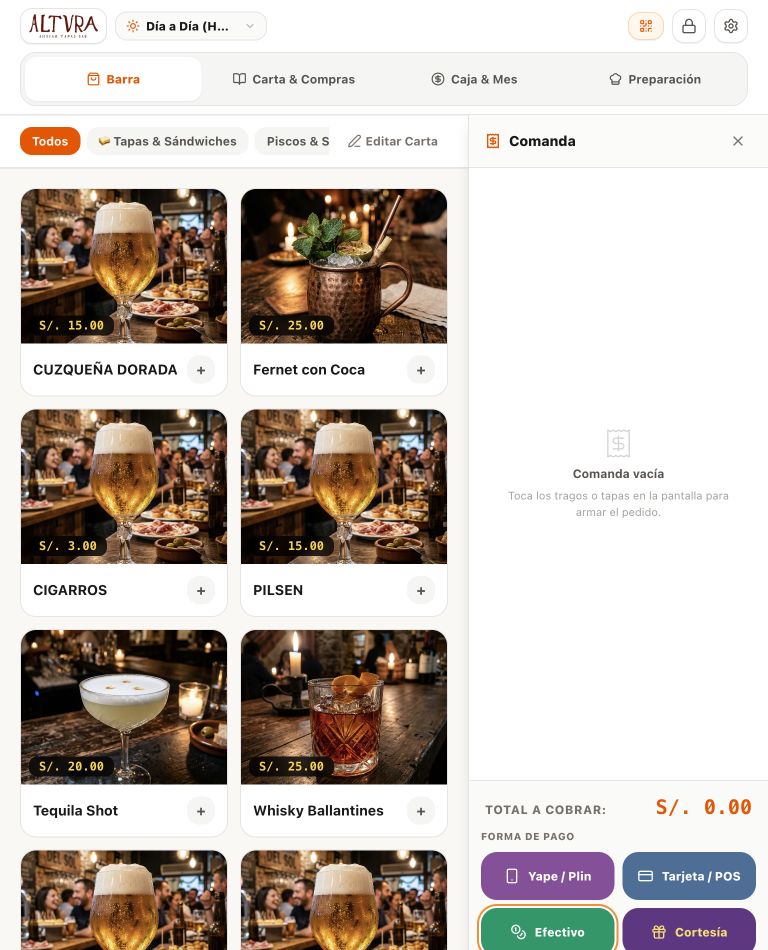 ALTVRA
Día a Día (H...
Barra
Carta & Compras
Caja & Mes
Preparación
Todos
Tapas & Sándwiches
Piscos & S
Editar Carta
Comanda
S/. 15.00
CUZQUEÑA DORADA
+
S/. 25.00
Fernet con Coca
+
S/. 3.00
CIGARROS
+
S/. 15.00
PILSEN
+
S/. 20.00
Tequila Shot
+
S/. 25.00
Whisky Ballantines
+
Comanda vacía
Toca los tragos o tapas en la pantalla para
armar el pedido.
TOTAL A COBRAR:
S/. 0.00
FORMA DE PAGO
Yape / Plin
Tarjeta / POS
Efectivo
Cortesía